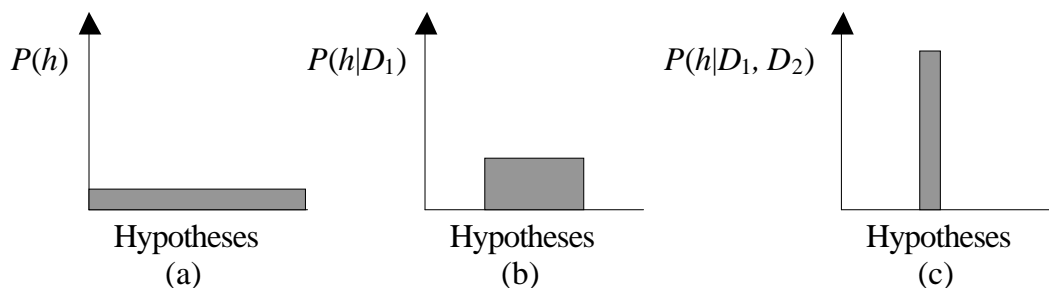 P(h)
P(h|D₁)
P(h|D₁, D₂)
Hypotheses
Hypotheses
Hypotheses
(a)
(b)
(c)